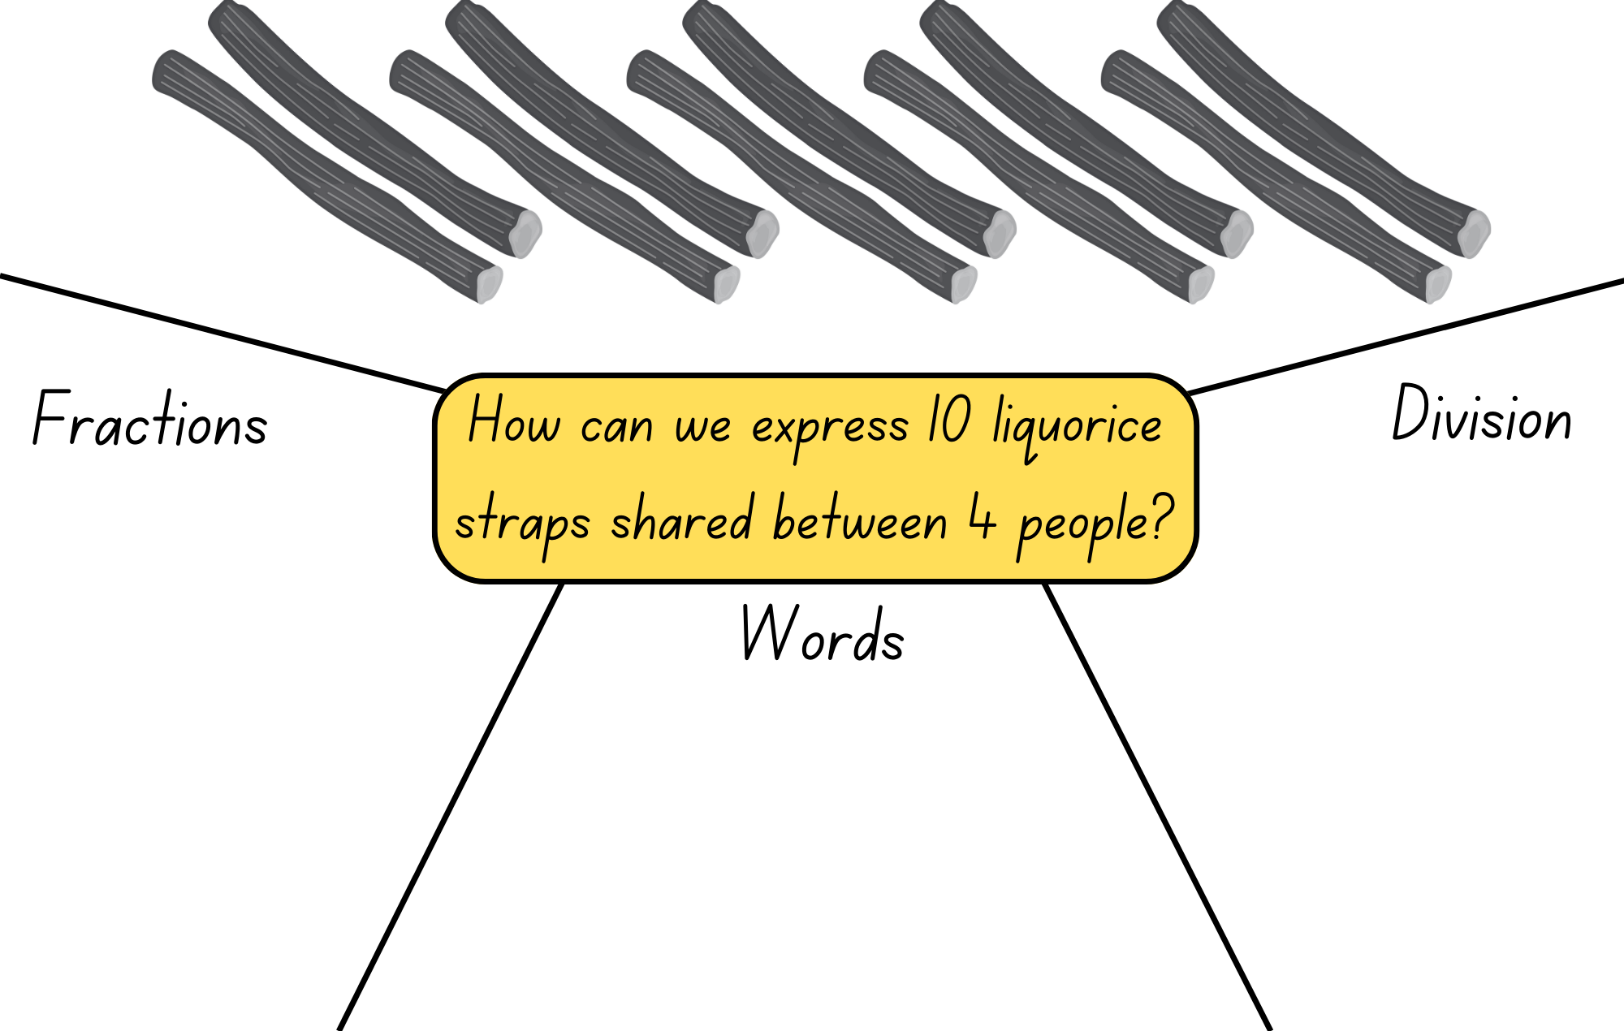 How can we express 10 liquorice
straps shared between 4 people?
Fractions
Division
Words